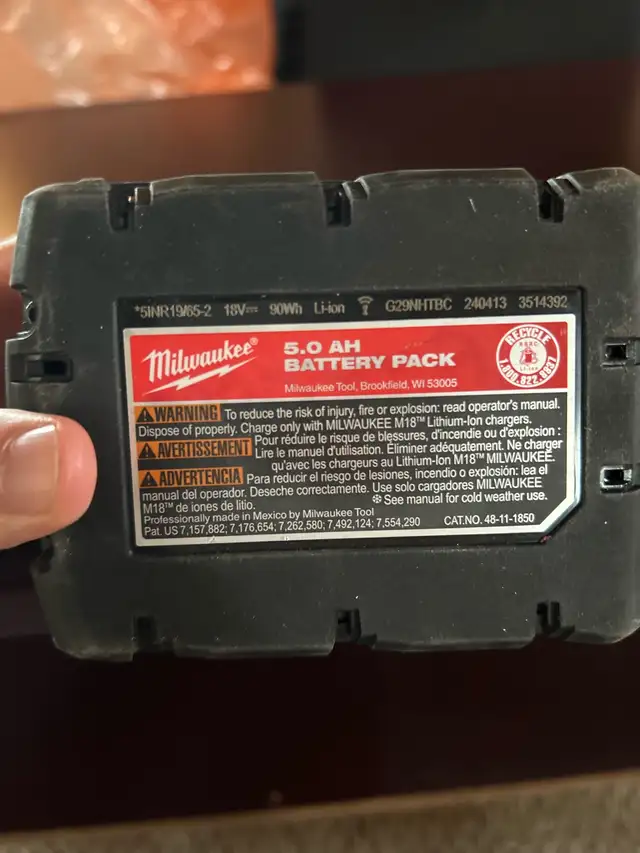 *5INR19/65-2 18V⎓ 90Wh Li-ion G29NHTBC 240413 3514392
Milwaukee®
5.0 AH
BATTERY PACK
Milwaukee Tool, Brookfield, WI 53005
RECYCLE
RBRC
Li-ion
1.800.822.8837
WARNING To reduce the risk of injury, fire or explosion: read operator's manual.
Dispose of properly. Charge only with MILWAUKEE M18™ Lithium-Ion chargers.
AVERTISSEMENT Pour réduire le risque de blessures, d'incendie ou d'explosion :
Lire le manuel d'utilisation. Éliminer adéquatement. Ne charger
qu'avec les chargeurs au Lithium-Ion M18™ MILWAUKEE.
ADVERTENCIA Para reducir el riesgo de lesiones, incendio o explosión: lea el
manual del operador. Deseche correctamente. Use solo cargadores MILWAUKEE
M18™ de iones de litio. ❄ See manual for cold weather use.
Professionally made in Mexico by Milwaukee Tool
Pat. US 7,157,882; 7,176,654; 7,262,580; 7,492,124; 7,554,290 CAT.NO. 48-11-1850